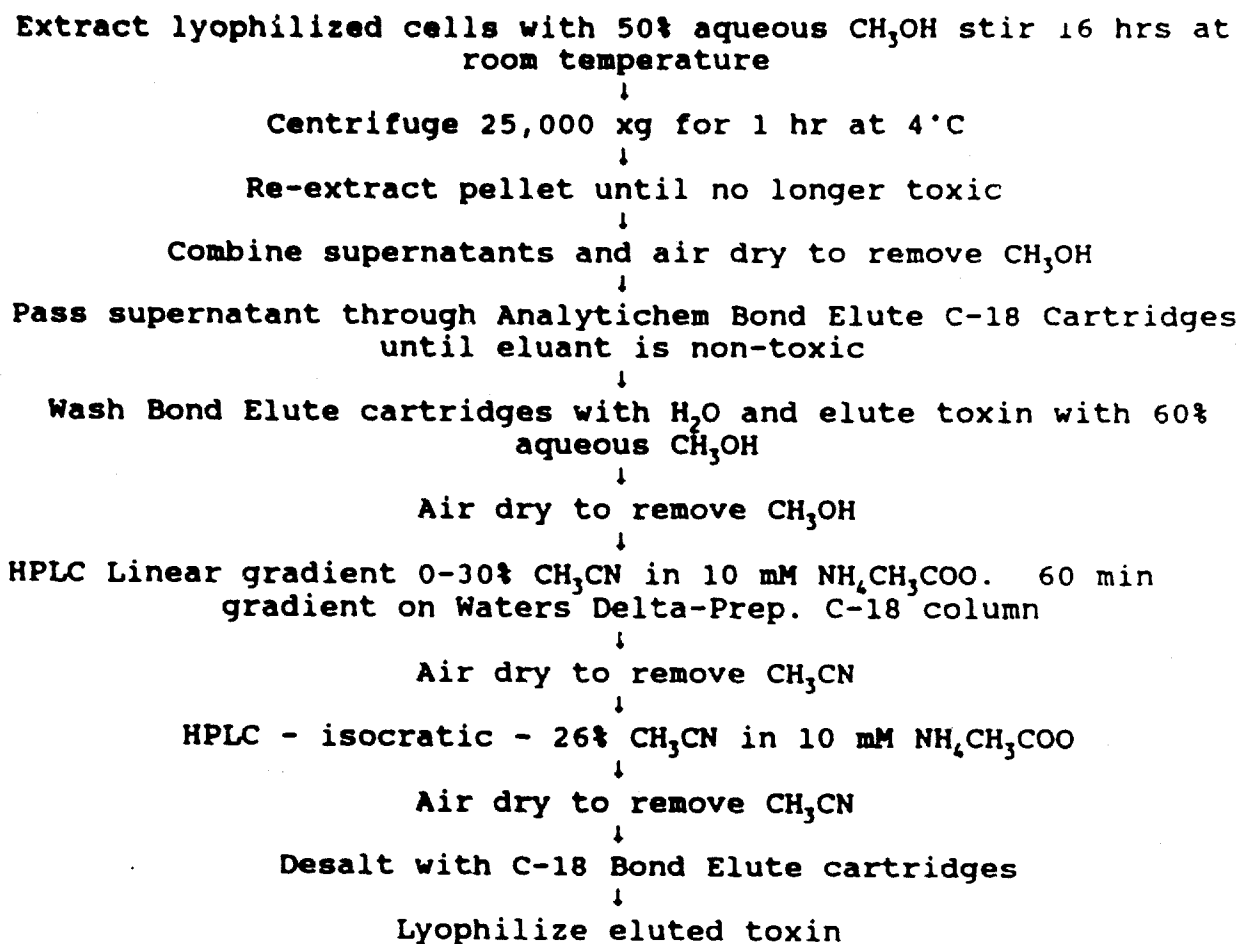 Extract lyophilized cells with 50% aqueous CH₃OH stir 16 hrs at
room temperature
↓
Centrifuge 25,000 xg for 1 hr at 4°C
↓
Re-extract pellet until no longer toxic
↓
Combine supernatants and air dry to remove CH₃OH
↓
Pass supernatant through Analytichem Bond Elute C-18 Cartridges
until eluant is non-toxic
↓
Wash Bond Elute cartridges with H₂O and elute toxin with 60%
aqueous CH₃OH
↓
Air dry to remove CH₃OH
↓
HPLC Linear gradient 0-30% CH₃CN in 10 mM NH₄CH₃COO. 60 min
gradient on Waters Delta-Prep. C-18 column
↓
Air dry to remove CH₃CN
↓
HPLC - isocratic - 26% CH₃CN in 10 mM NH₄CH₃COO
↓
Air dry to remove CH₃CN
↓
Desalt with C-18 Bond Elute cartridges
↓
Lyophilize eluted toxin